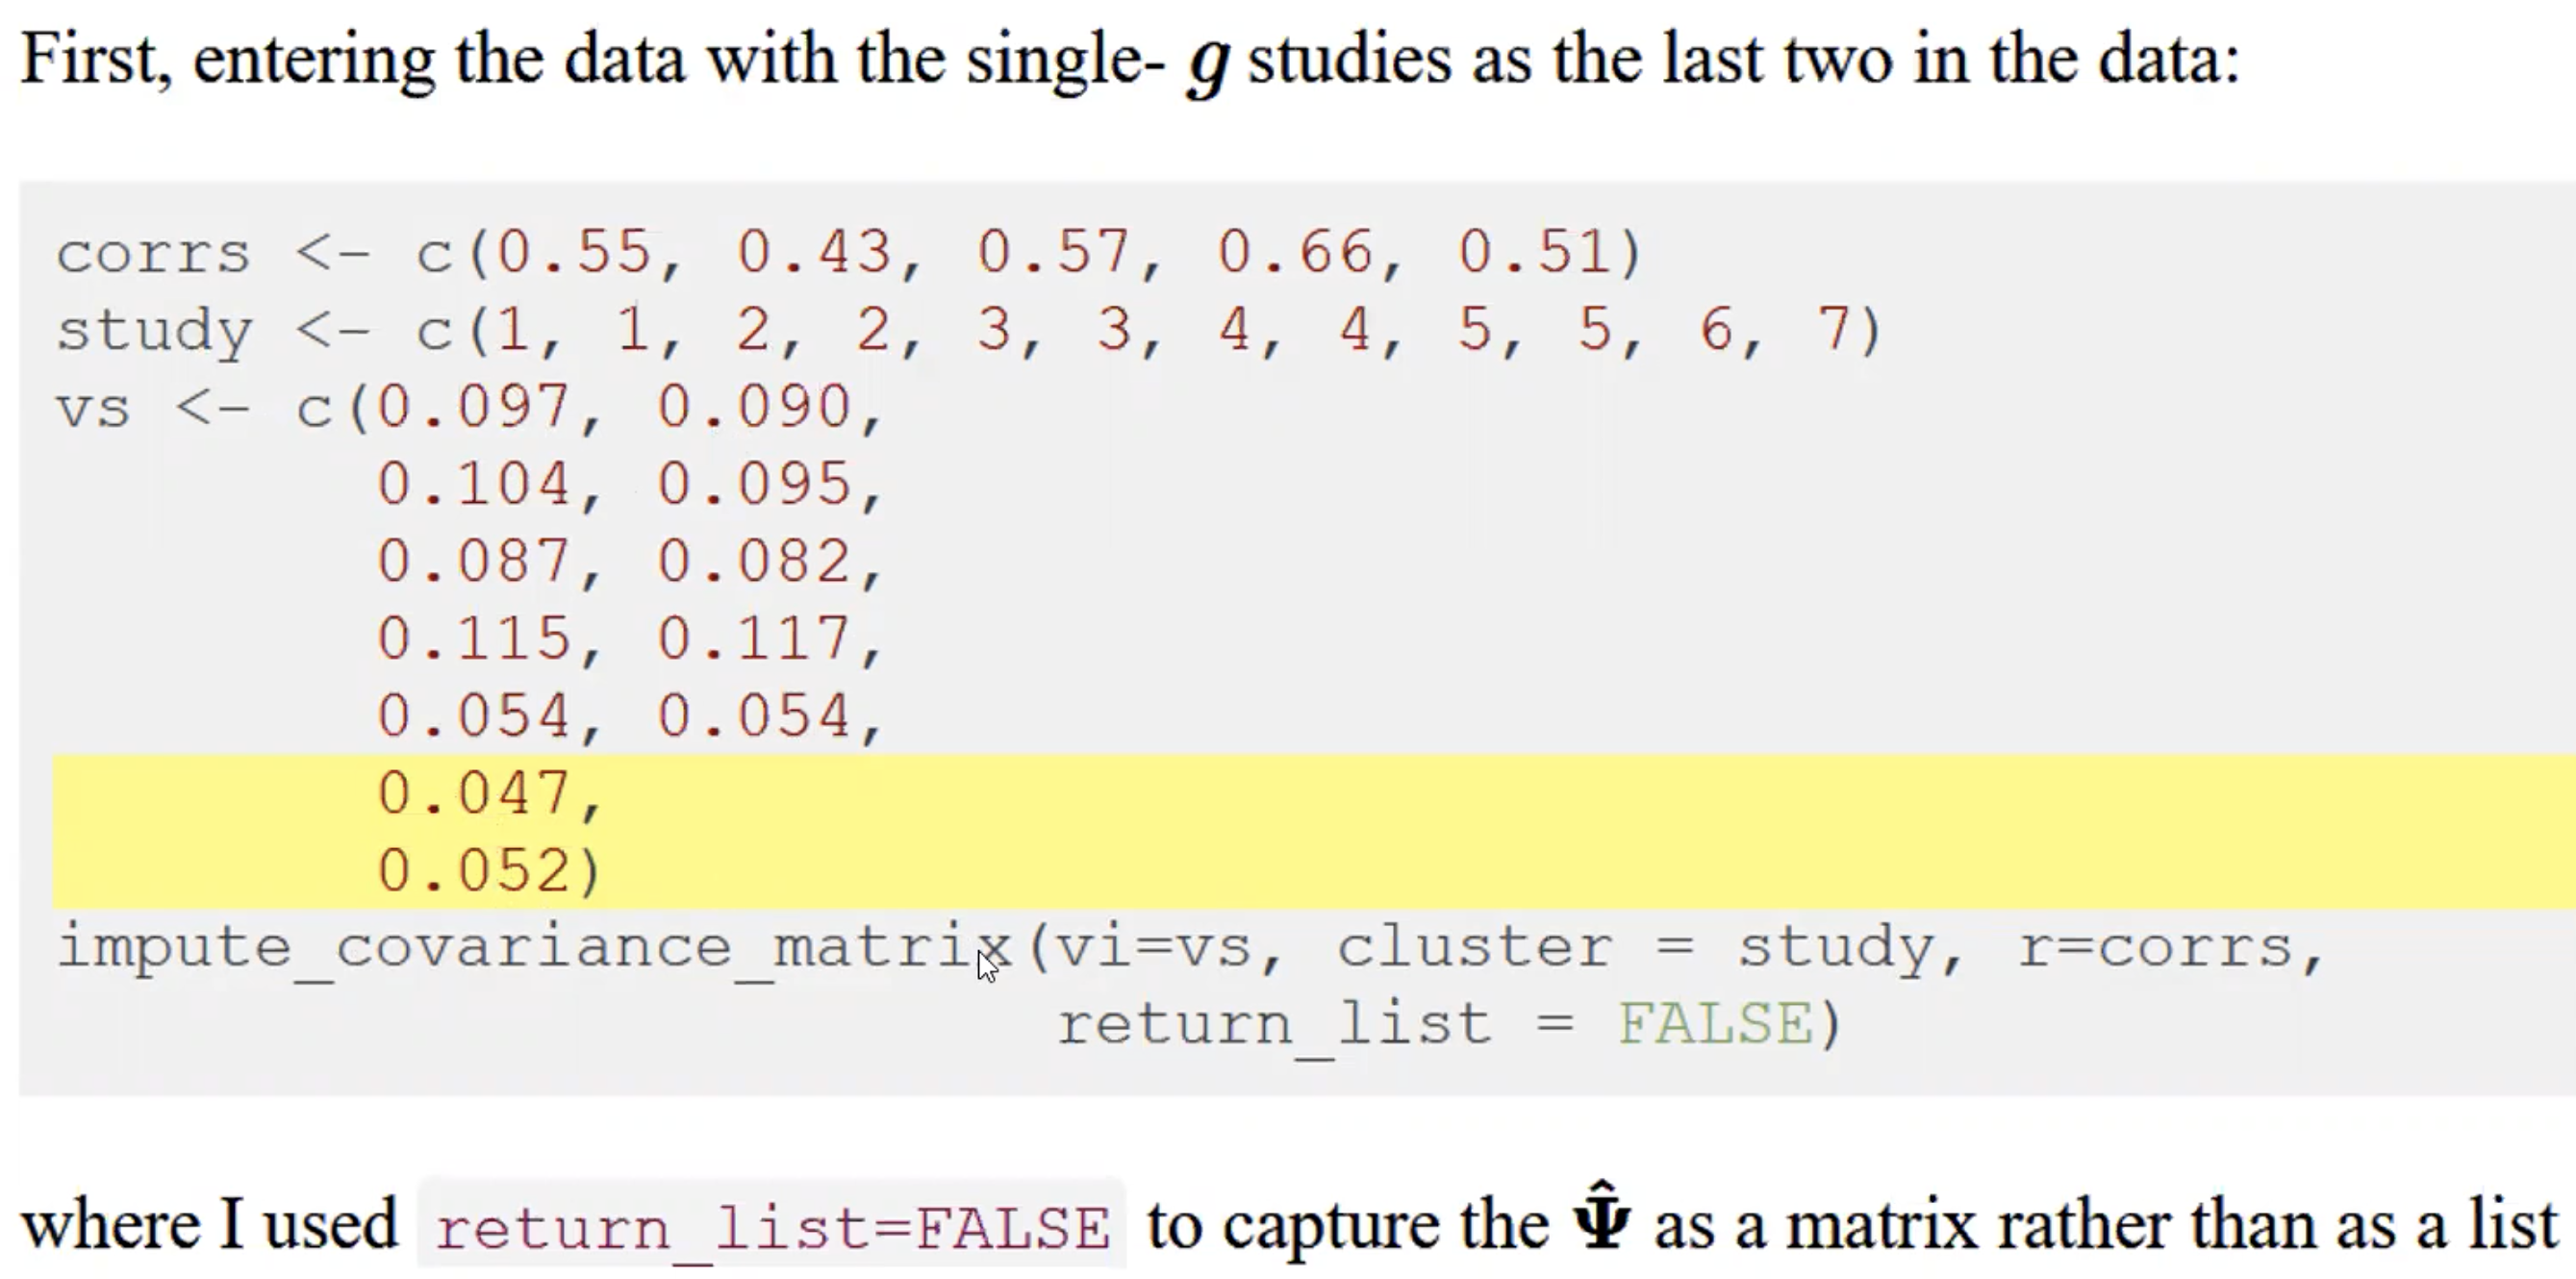 First, entering the data with the single- g studies as the last two in the data:
corrs <- c(0.55, 0.43, 0.57, 0.66, 0.51)
study <- c(1, 1, 2, 2, 3, 3, 4, 4, 5, 5, 6, 7)
vs <- c(0.097, 0.090,
0.104, 0.095,
0.087, 0.082,
0.115, 0.117,
0.054, 0.054,
0.047,
0.052)
impute_covariance_matrix(vi=vs, cluster = study, r=corrs,
return_list = FALSE)
where I used return_list=FALSE to capture the Ψ̂ as a matrix rather than as a list